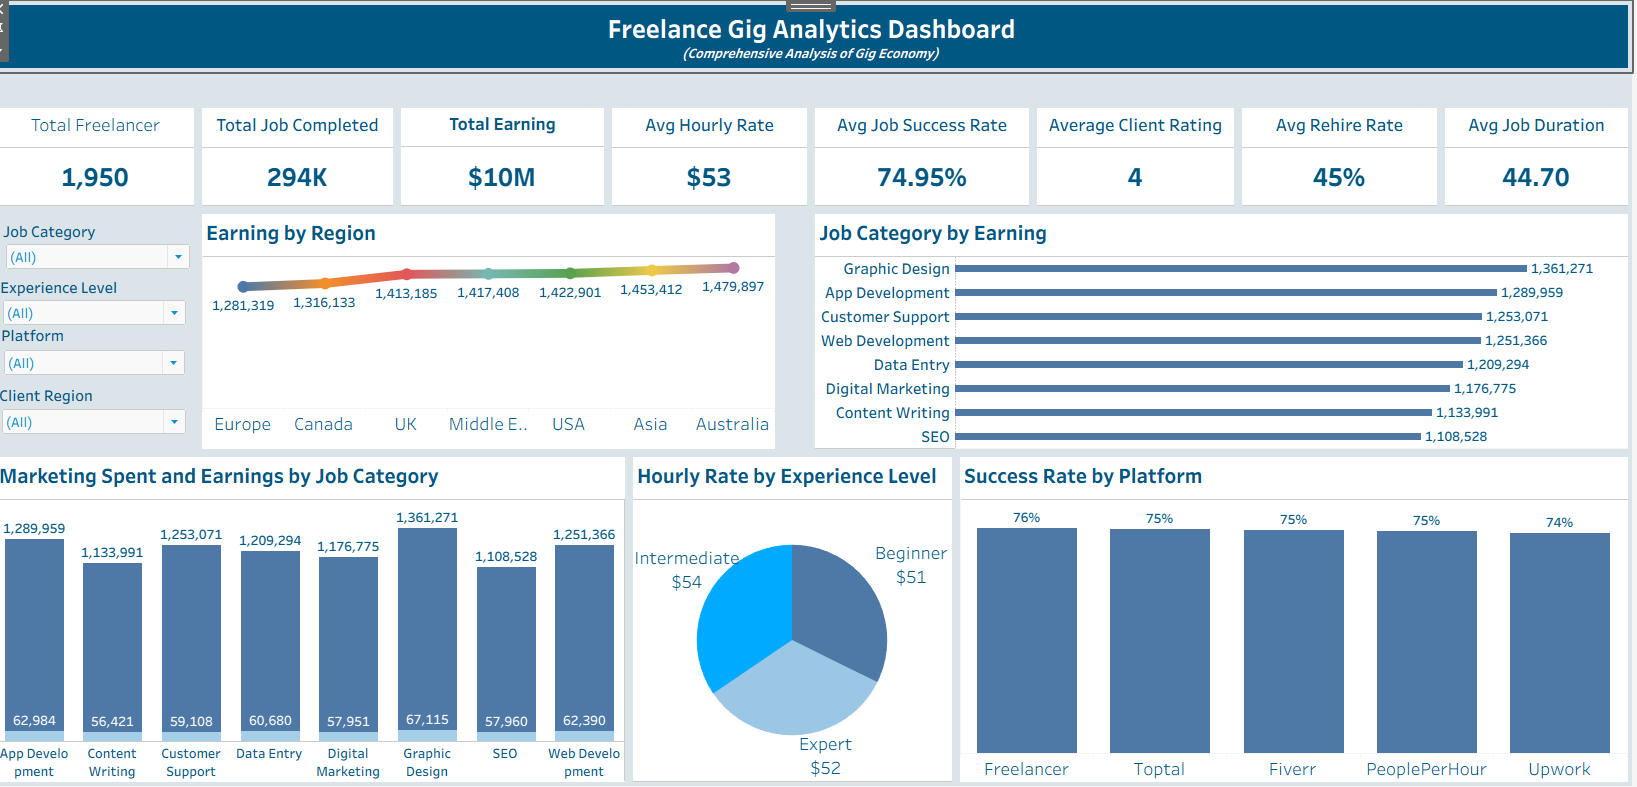 Freelance Gig Analytics Dashboard
(Comprehensive Analysis of Gig Economy)
Total Freelancer
1,950
Total Job Completed
294K
Total Earning
$10M
Avg Hourly Rate
$53
Avg Job Success Rate
74.95%
Average Client Rating
4
Avg Rehire Rate
45%
Avg Job Duration
44.70
Job Category
(All)
Experience Level
(All)
Platform
(All)
Client Region
(All)
Earning by Region
1,281,319
1,316,133
1,413,185
1,417,408
1,422,901
1,453,412
1,479,897
Europe
Canada
UK
Middle E..
USA
Asia
Australia
Job Category by Earning
Graphic Design 1,361,271
App Development 1,289,959
Customer Support 1,253,071
Web Development 1,251,366
Data Entry 1,209,294
Digital Marketing 1,176,775
Content Writing 1,133,991
SEO 1,108,528
Marketing Spent and Earnings by Job Category
1,289,959
1,133,991
1,253,071
1,209,294
1,176,775
1,361,271
1,108,528
1,251,366
62,984
56,421
59,108
60,680
57,951
67,115
57,960
62,390
App Develo
pment
Content
Writing
Customer
Support
Data Entry
Digital
Marketing
Graphic
Design
SEO
Web Develo
pment
Hourly Rate by Experience Level
Intermediate
$54
Beginner
$51
Expert
$52
Success Rate by Platform
76%
75%
75%
75%
74%
Freelancer
Toptal
Fiverr
PeoplePerHour
Upwork